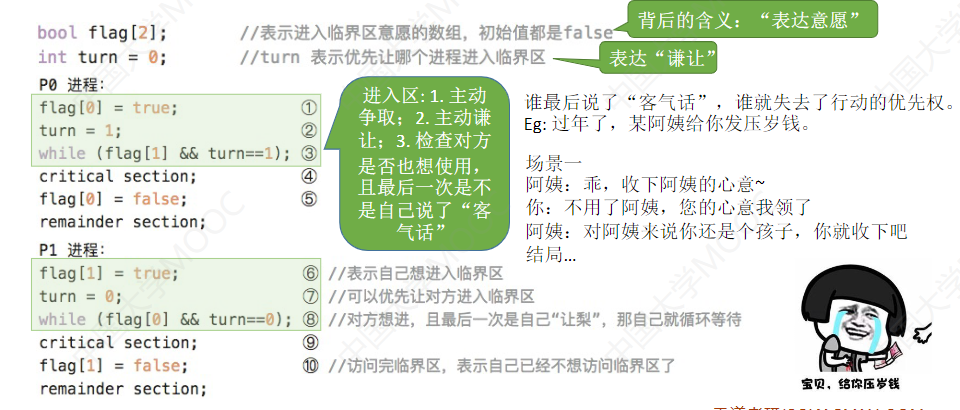 bool flag[2]; //表示进入临界区意愿的数组，初始值都是false
背后的含义：“表达意愿”
int turn = 0; //turn 表示优先让哪个进程进入临界区
表达“谦让”
P0 进程：
flag[0] = true; ①
turn = 1; ②
while (flag[1] && turn==1); ③
critical section; ④
flag[0] = false; ⑤
remainder section;
进入区: 1. 主动
争取；2. 主动谦
让；3. 检查对方
是否也想使用，
且最后一次是不
是自己说了“客
气话”
谁最后说了“客气话”，谁就失去了行动的优先权。
Eg: 过年了，某阿姨给你发压岁钱。
场景一
阿姨：乖，收下阿姨的心意~
你：不用了阿姨，您的心意我领了
阿姨：对阿姨来说你还是个孩子，你就收下吧
结局…
P1 进程：
flag[1] = true; ⑥ //表示自己想进入临界区
turn = 0; ⑦ //可以优先让对方进入临界区
while (flag[0] && turn==0); ⑧ //对方想进，且最后一次是自己“让梨”，那自己就循环等待
critical section; ⑨
flag[1] = false; ⑩ //访问完临界区，表示自己已经不想访问临界区了
remainder section;
宝贝，给你压岁钱
中国大学MOOC